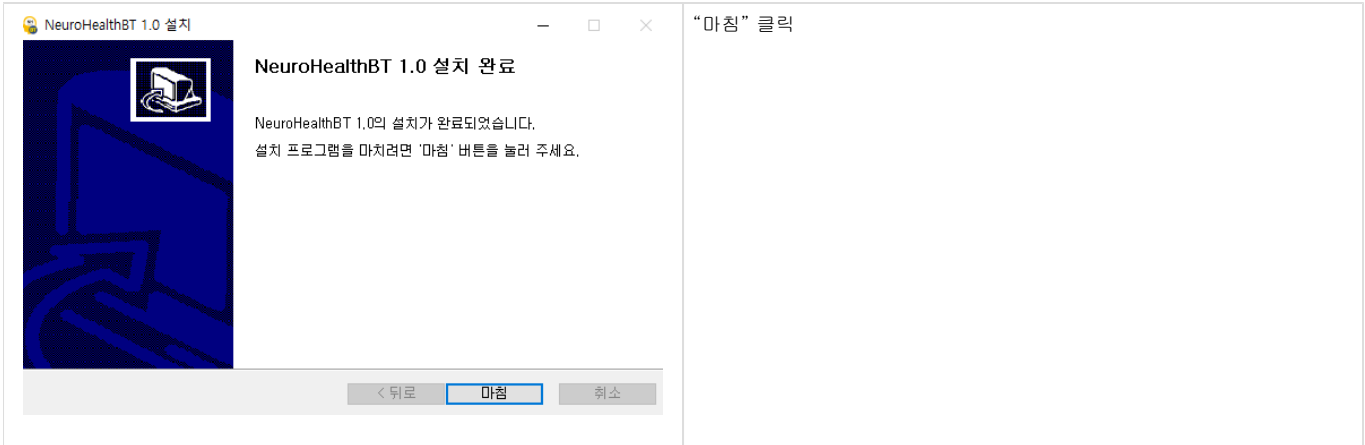 NeuroHealthBT 1.0 설치
NeuroHealthBT 1.0 설치 완료
NeuroHealthBT 1.0의 설치가 완료되었습니다.
설치 프로그램을 마치려면 '마침' 버튼을 눌러 주세요.
< 뒤로
마침
취소
“마침” 클릭